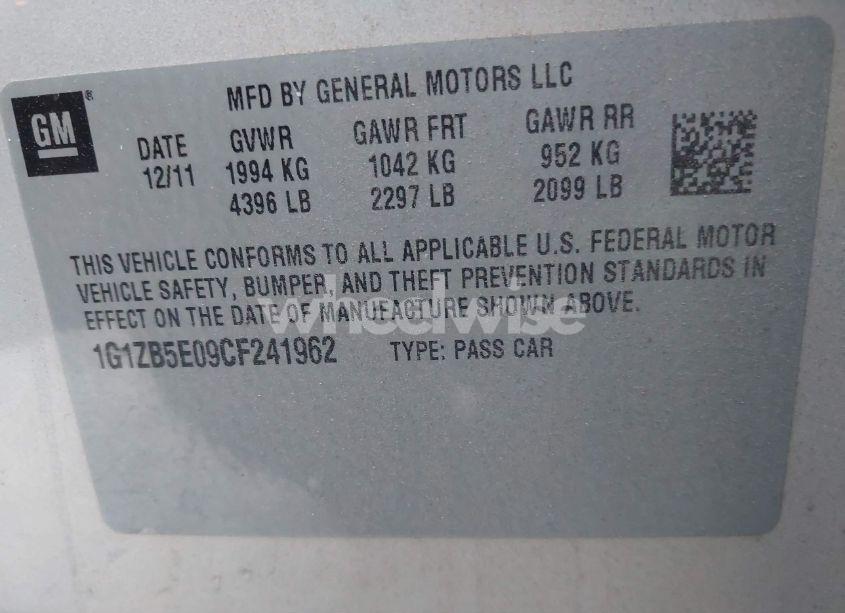 MFD BY GENERAL MOTORS LLC
GM®
DATE GVWR GAWR FRT GAWR RR
12/11 1994 KG 1042 KG 952 KG
4396 LB 2297 LB 2099 LB
THIS VEHICLE CONFORMS TO ALL APPLICABLE U.S. FEDERAL MOTOR
VEHICLE SAFETY, BUMPER, AND THEFT PREVENTION STANDARDS IN
EFFECT ON THE DATE OF MANUFACTURE SHOWN ABOVE.
wheelwise
1G1ZB5E09CF241962 TYPE: PASS CAR